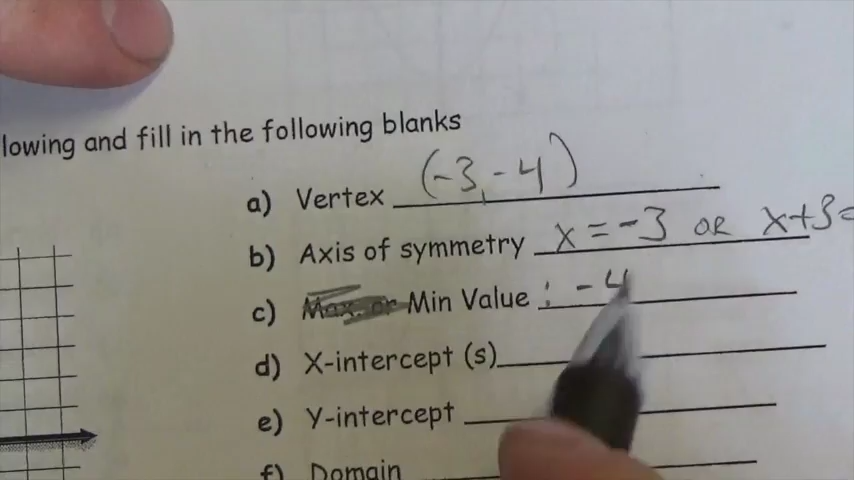 lowing and fill in the following blanks
a) Vertex (-3, -4)
b) Axis of symmetry x = -3 OR x+3=
c) Max. or Min Value : -4
d) X-intercept (s)
e) Y-intercept
f) Domain